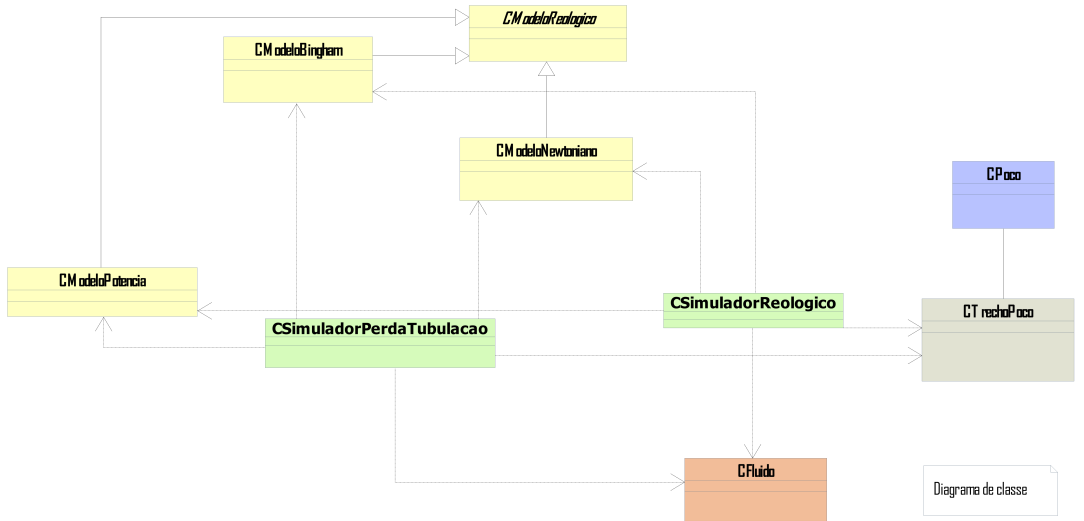 CModeloReologico
CModeloBingham
CModeloNewtoniano
CPoco
CModeloPotencia
CSimuladorReologico
CTrechoPoco
CSimuladorPerdaTubulacao
CFluido
Diagrama de classe